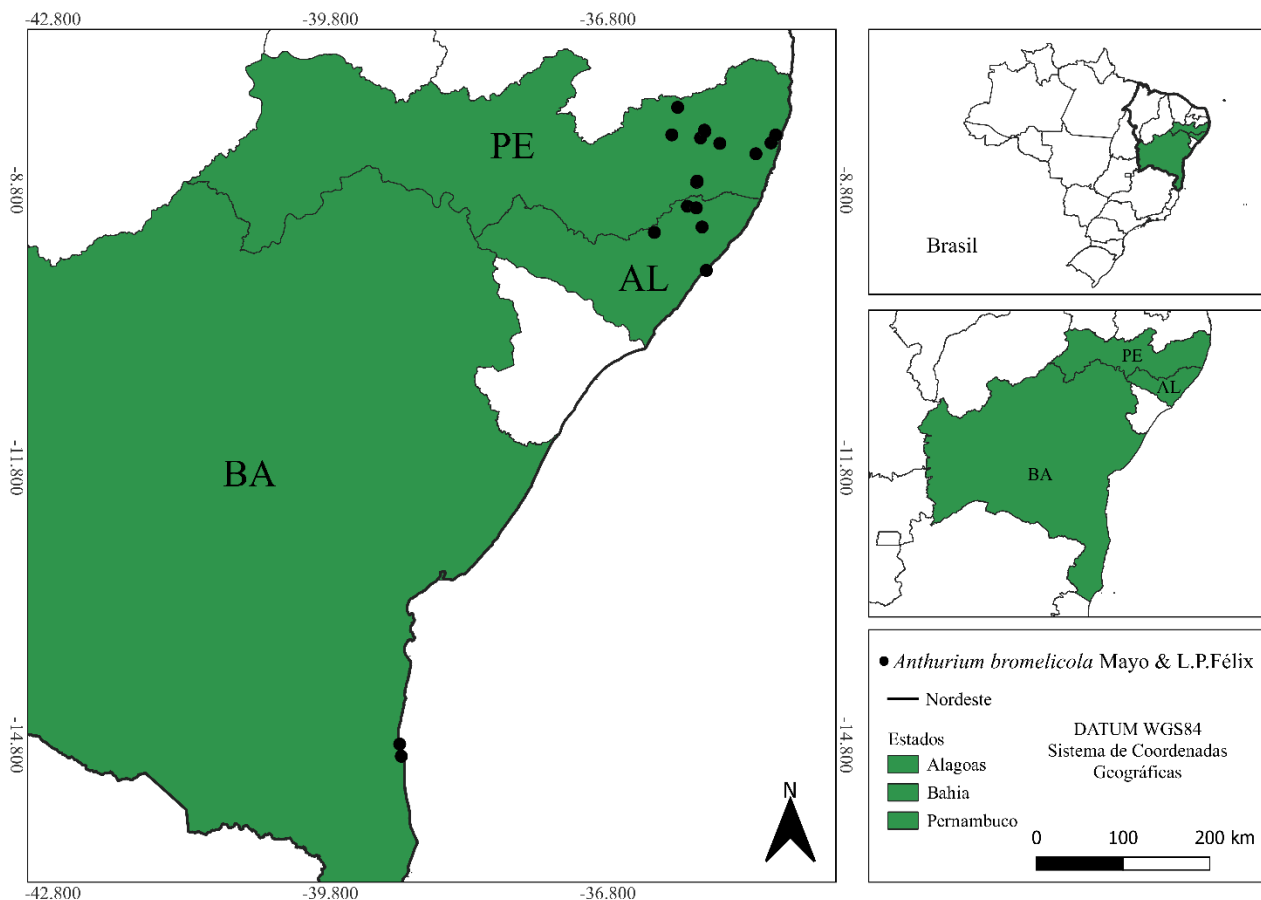 -42.800 -39.800 -36.800
PE
-8.800 -8.800
AL
-11.800 -11.800
BA
-14.800 -14.800
N
-42.800 -39.800 -36.800
Brasil
PE
AL
BA
Anthurium bromelicola Mayo & L.P.Félix
Nordeste
Estados
Alagoas
Bahia
Pernambuco
DATUM WGS84
Sistema de Coordenadas
Geográficas
0 100 200 km